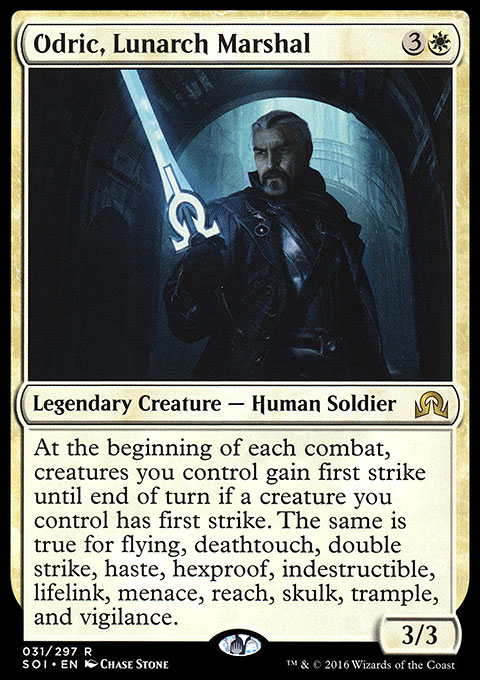 Odric, Lunarch Marshal 3
Legendary Creature — Human Soldier
At the beginning of each combat,
creatures you control gain first strike
until end of turn if a creature you
control has first strike. The same is
true for flying, deathtouch, double
strike, haste, hexproof, indestructible,
lifelink, menace, reach, skulk, trample,
and vigilance.
3/3
031/297 R
SOI • EN Chase Stone
™ & © 2016 Wizards of the Coast